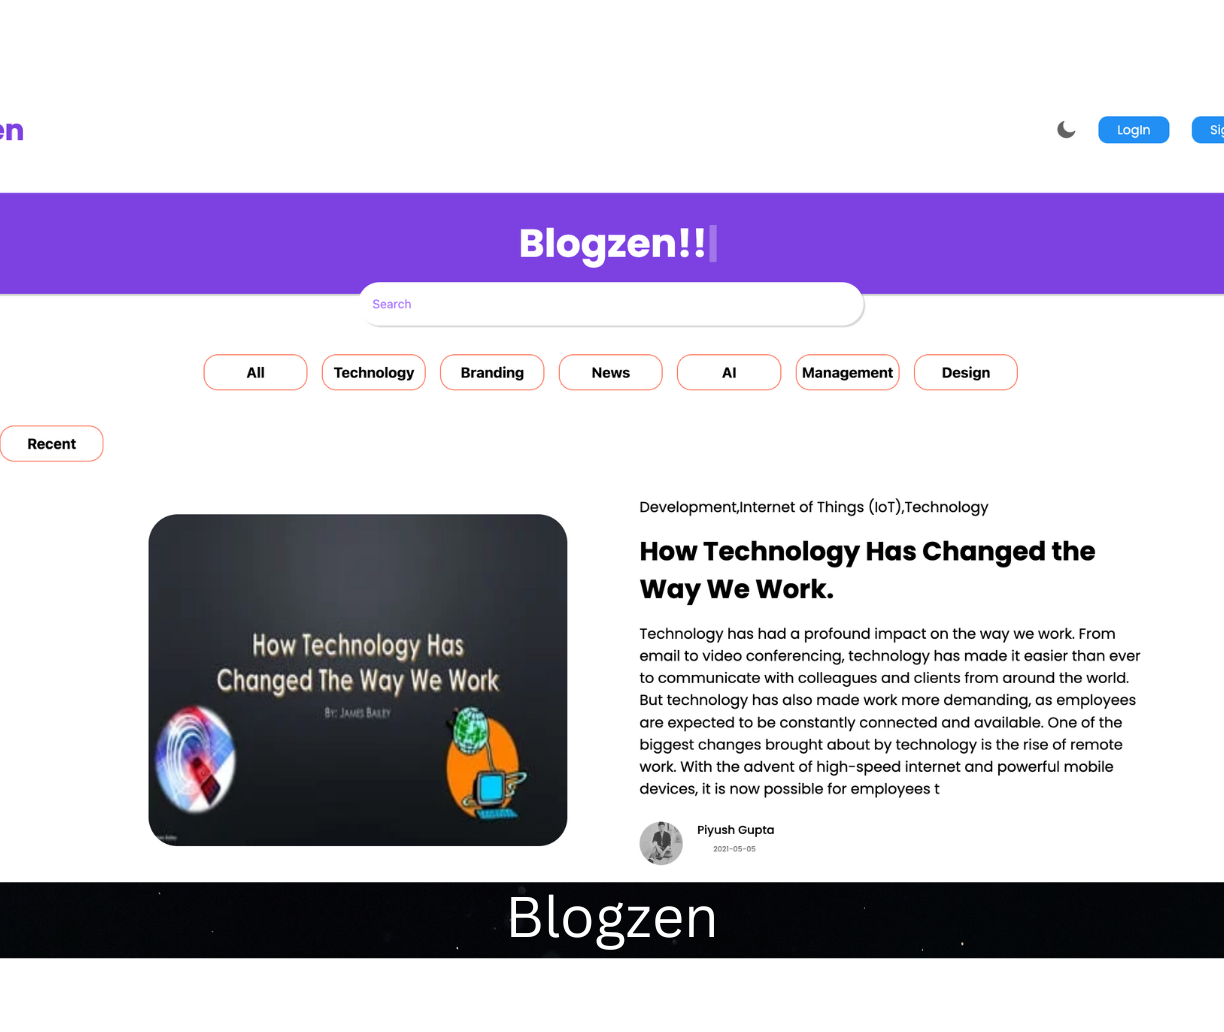 en
LogIn
Sig
Blogzen!!
Search
All
Technology
Branding
News
AI
Management
Design
Recent
Development,Internet of Things (IoT),Technology
How Technology Has Changed the
Way We Work.
Technology has had a profound impact on the way we work. From
email to video conferencing, technology has made it easier than ever
to communicate with colleagues and clients from around the world.
But technology has also made work more demanding, as employees
are expected to be constantly connected and available. One of the
biggest changes brought about by technology is the rise of remote
work. With the advent of high-speed internet and powerful mobile
devices, it is now possible for employees t
Piyush Gupta
2021-05-05
How Technology Has
Changed The Way We Work
By: James Bailey
Blogzen